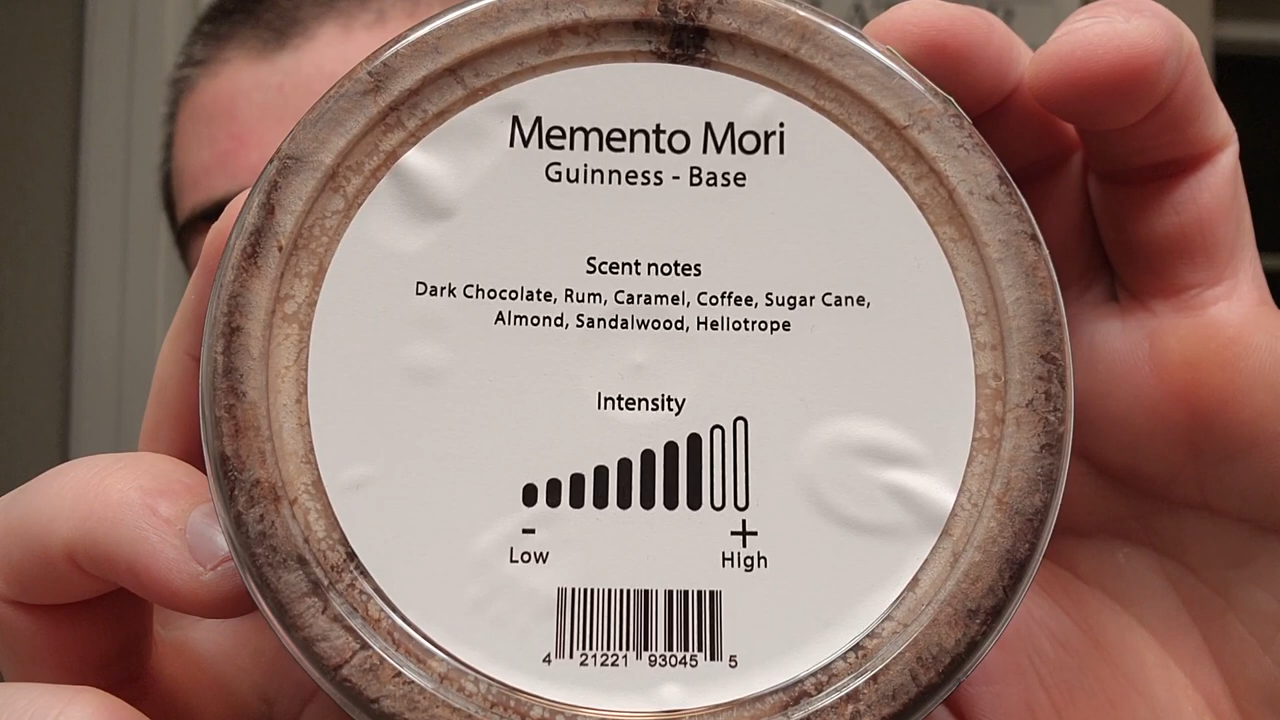 Memento Mori
Guinness - Base
Scent notes
Dark Chocolate, Rum, Caramel, Coffee, Sugar Cane,
Almond, Sandalwood, Heliotrope
Intensity
- +
Low High
4 21221 93045 5